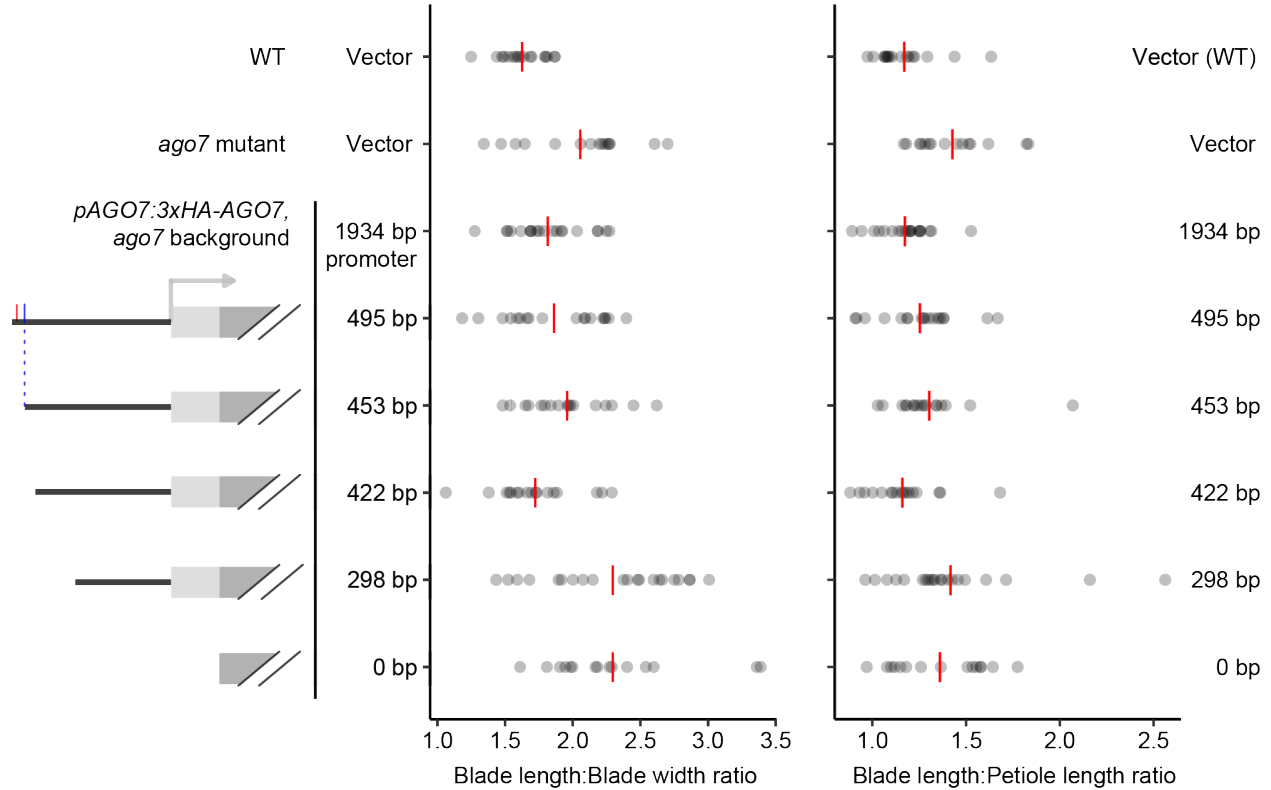 WT Vector Vector (WT)
ago7 mutant Vector Vector
pAGO7:3xHA-AGO7,
ago7 background 1934 bp 1934 bp
promoter
495 bp 495 bp
453 bp 453 bp
422 bp 422 bp
298 bp 298 bp
0 bp 0 bp
1.0 1.5 2.0 2.5 3.0 3.5 1.0 1.5 2.0 2.5
Blade length:Blade width ratio Blade length:Petiole length ratio